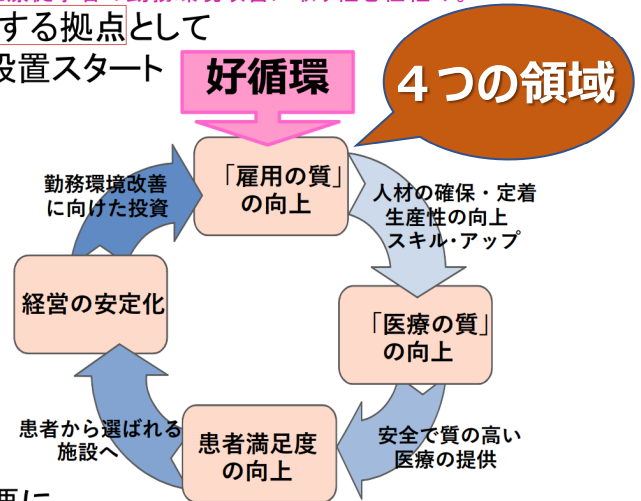 する拠点として
設置スタート
好循環
４つの領域
「雇用の質」
の向上
人材の確保・定着
生産性の向上
スキル・アップ
「医療の質」
の向上
安全で質の高い
医療の提供
患者満足度
の向上
患者から選ばれる
施設へ
経営の安定化
勤務環境改善
に向けた投資